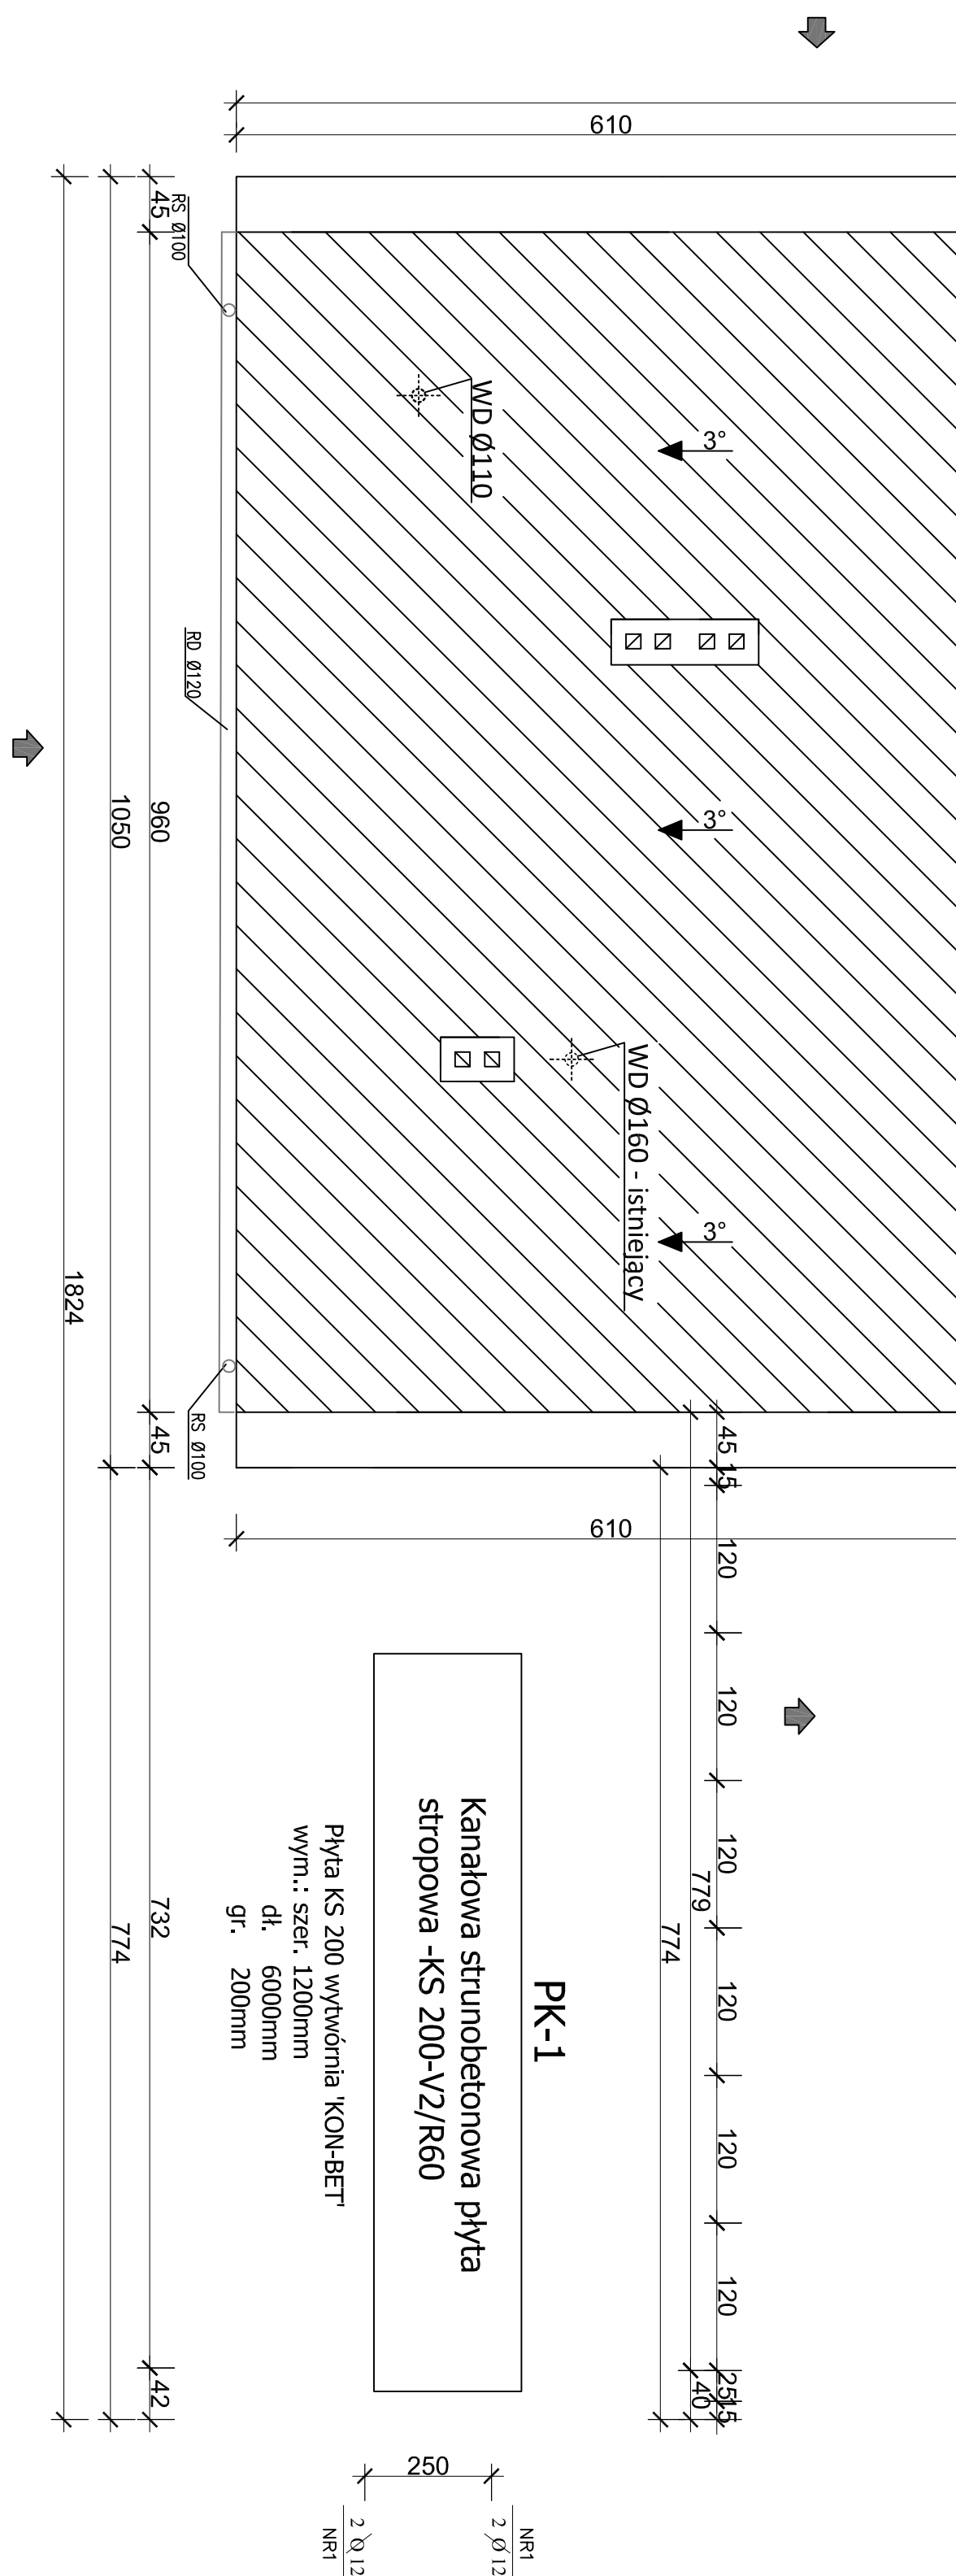 610
45
RS Ø100
WD Ø110
3°
RD Ø120
960
1050
3°
WD Ø160 - istniejący
3°
1824
45
RS Ø100
45
15
610
120
120
120
120
120
120
779
774
25
15
40
PK-1
Kanałowa strunobetonowa płyta
stropowa -KS 200-V2/R60
Płyta KS 200 wytwórnia 'KON-BET'
wym.: szer. 1200mm
dł. 6000mm
gr. 200mm
732
774
42
250
NR1
2 Ø 12
2 Ø 12
NR1